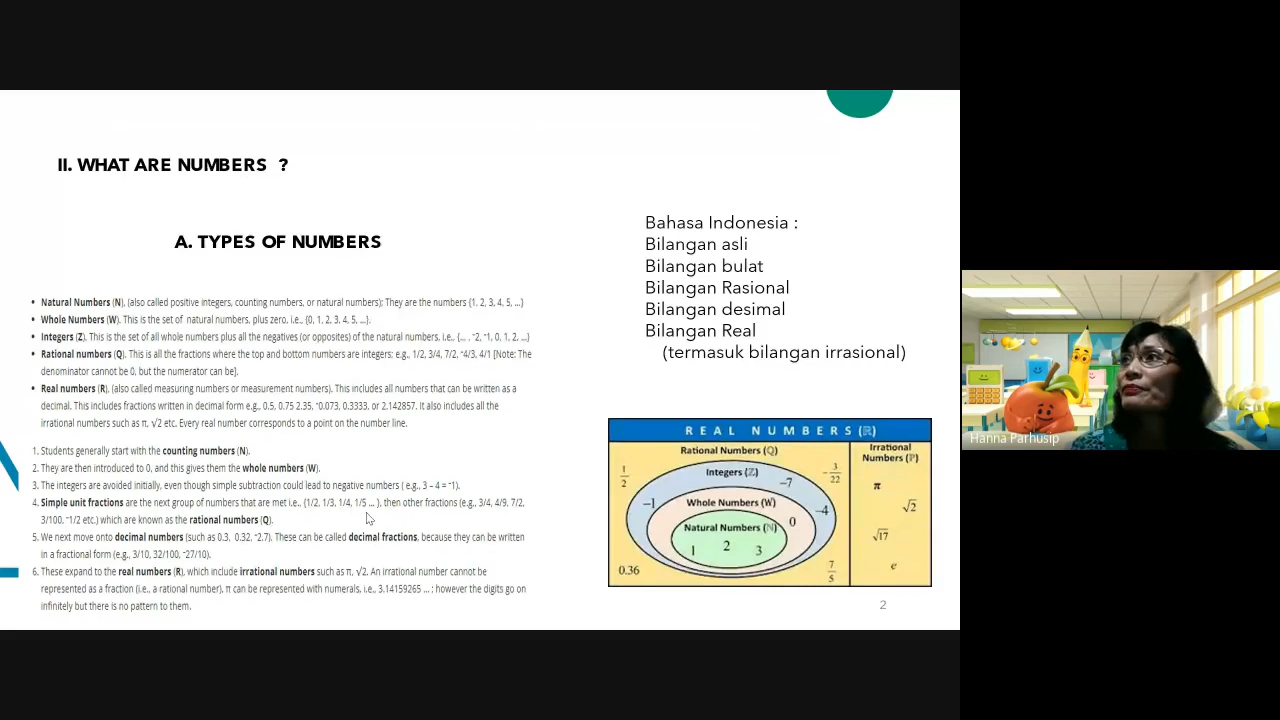 II. WHAT ARE NUMBERS ?
A. TYPES OF NUMBERS
• Natural Numbers (N), (also called positive integers, counting numbers, or natural numbers); They are the numbers {1, 2, 3, 4, 5, …}
• Whole Numbers (W). This is the set of natural numbers, plus zero, i.e., {0, 1, 2, 3, 4, 5, …}.
• Integers (Z). This is the set of all whole numbers plus all the negatives (or opposites) of the natural numbers, i.e., {… , ⁻2, ⁻1, 0, 1, 2, …}
• Rational numbers (Q). This is all the fractions where the top and bottom numbers are integers: e.g., 1/2, 3/4, 7/2, ⁻4/3, 4/1 [Note: The
denominator cannot be 0, but the numerator can be].
• Real numbers (R), (also called measuring numbers or measurement numbers). This includes all numbers that can be written as a
decimal. This includes fractions written in decimal form e.g., 0.5, 0.75 2.35, ⁻0.073, 0.3333, or 2.142857. It also includes all the
irrational numbers such as π, √2 etc. Every real number corresponds to a point on the number line.
1. Students generally start with the counting numbers (N).
2. They are then introduced to 0, and this gives them the whole numbers (W).
3. The integers are avoided initially, even though simple subtraction could lead to negative numbers ( e.g., 3 – 4 = ⁻1).
4. Simple unit fractions are the next group of numbers that are met i.e., {1/2, 1/3, 1/4, 1/5 … }, then other fractions (e.g., 3/4, 4/9, 7/2,
3/100, ⁻1/2 etc.) which are known as the rational numbers (Q).
5. We next move onto decimal numbers (such as 0.3, 0.32, ⁻2.7). These can be called decimal fractions, because they can be written
in a fractional form (e.g., 3/10, 32/100, ⁻27/10).
6. These expand to the real numbers (R), which include irrational numbers such as π, √2. An irrational number cannot be
represented as a fraction (i.e., a rational number). π can be represented with numerals, i.e., 3.14159265 … ; however the digits go on
infinitely but there is no pattern to them.
Bahasa Indonesia :
Bilangan asli
Bilangan bulat
Bilangan Rasional
Bilangan desimal
Bilangan Real
(termasuk bilangan irrasional)
REAL NUMBERS (ℝ)
Rational Numbers (ℚ)
Irrational
Numbers (ℙ)
Integers (ℤ)
1/2
-3/22
-7
π
-1
Whole Numbers (𝕎)
√2
-4
0
Natural Numbers (ℕ)
√17
1 2 3
e
0.36
7/5
2
Hanna Parhusip